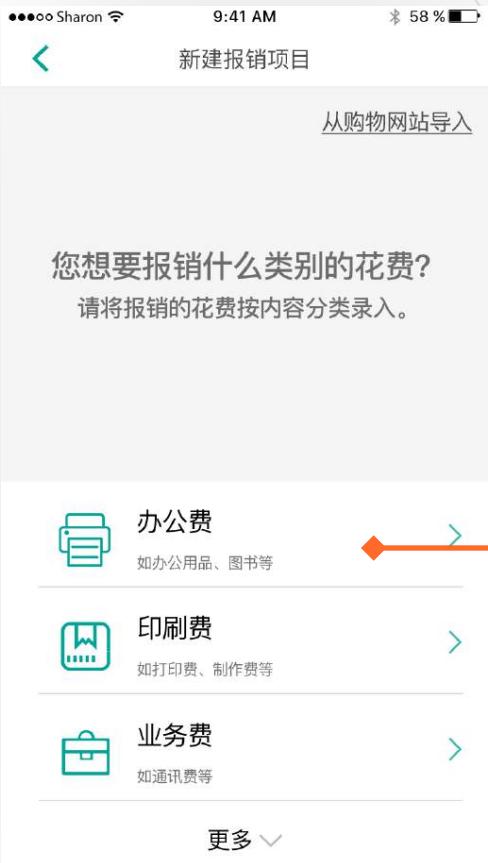 Sharon 9:41 AM 58 %
新建报销项目
从购物网站导入
您想要报销什么类别的花费?
请将报销的花费按内容分类录入。
办公费
如办公用品、图书等
印刷费
如打印费、制作费等
业务费
如通讯费等
更多